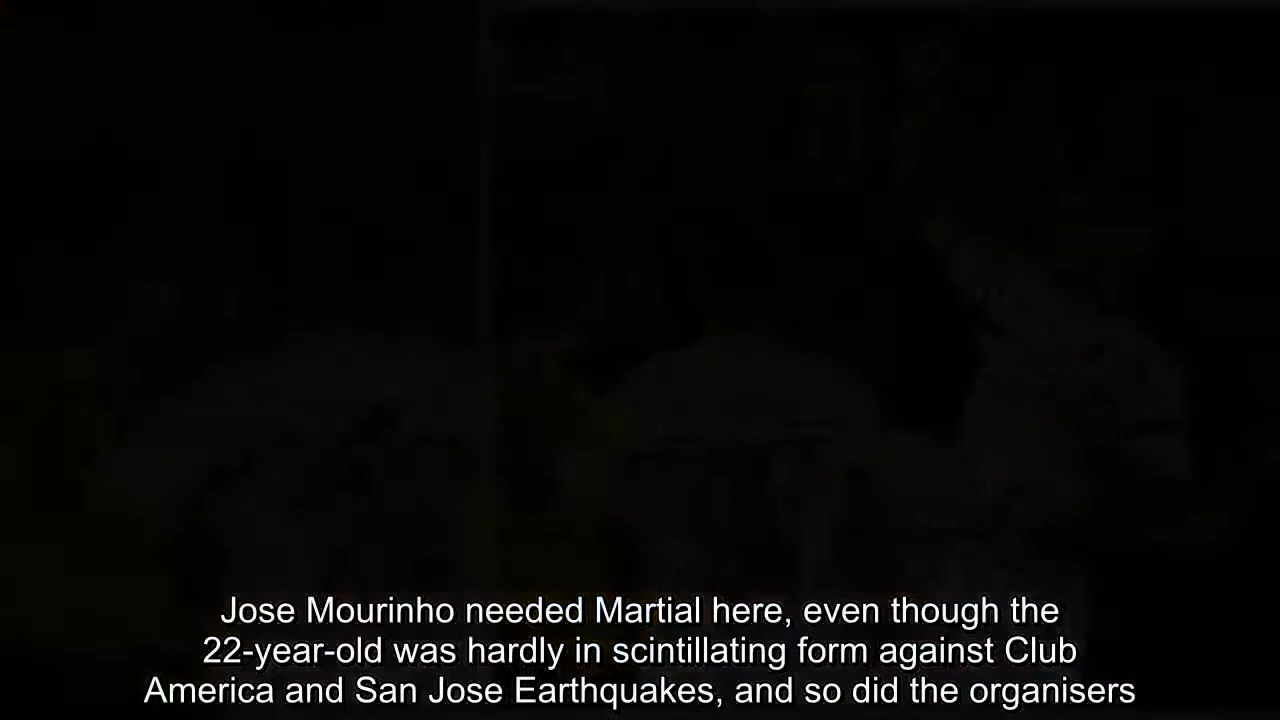 Jose Mourinho needed Martial here, even though the
22-year-old was hardly in scintillating form against Club
America and San Jose Earthquakes, and so did the organisers